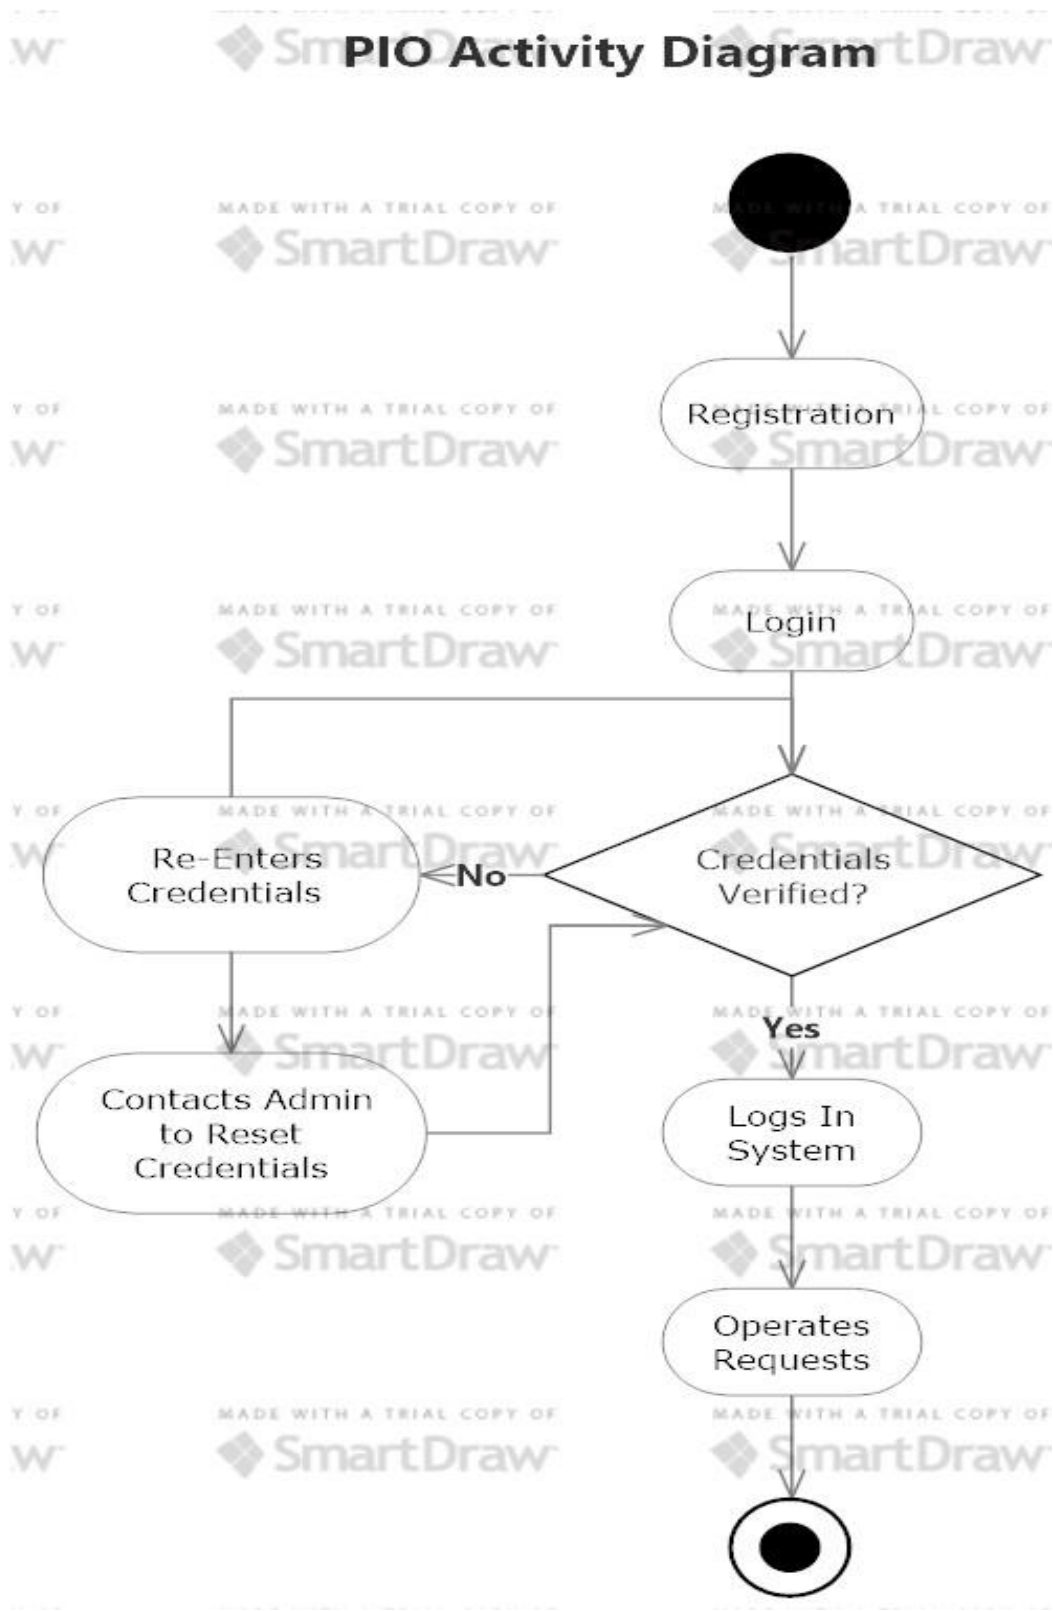 PIO Activity Diagram
Registration
Login
Credentials
Verified?
No
Re-Enters
Credentials
Yes
Contacts Admin
to Reset
Credentials
Logs In
System
Operates
Requests
MADE WITH A TRIAL COPY OF
SmartDraw